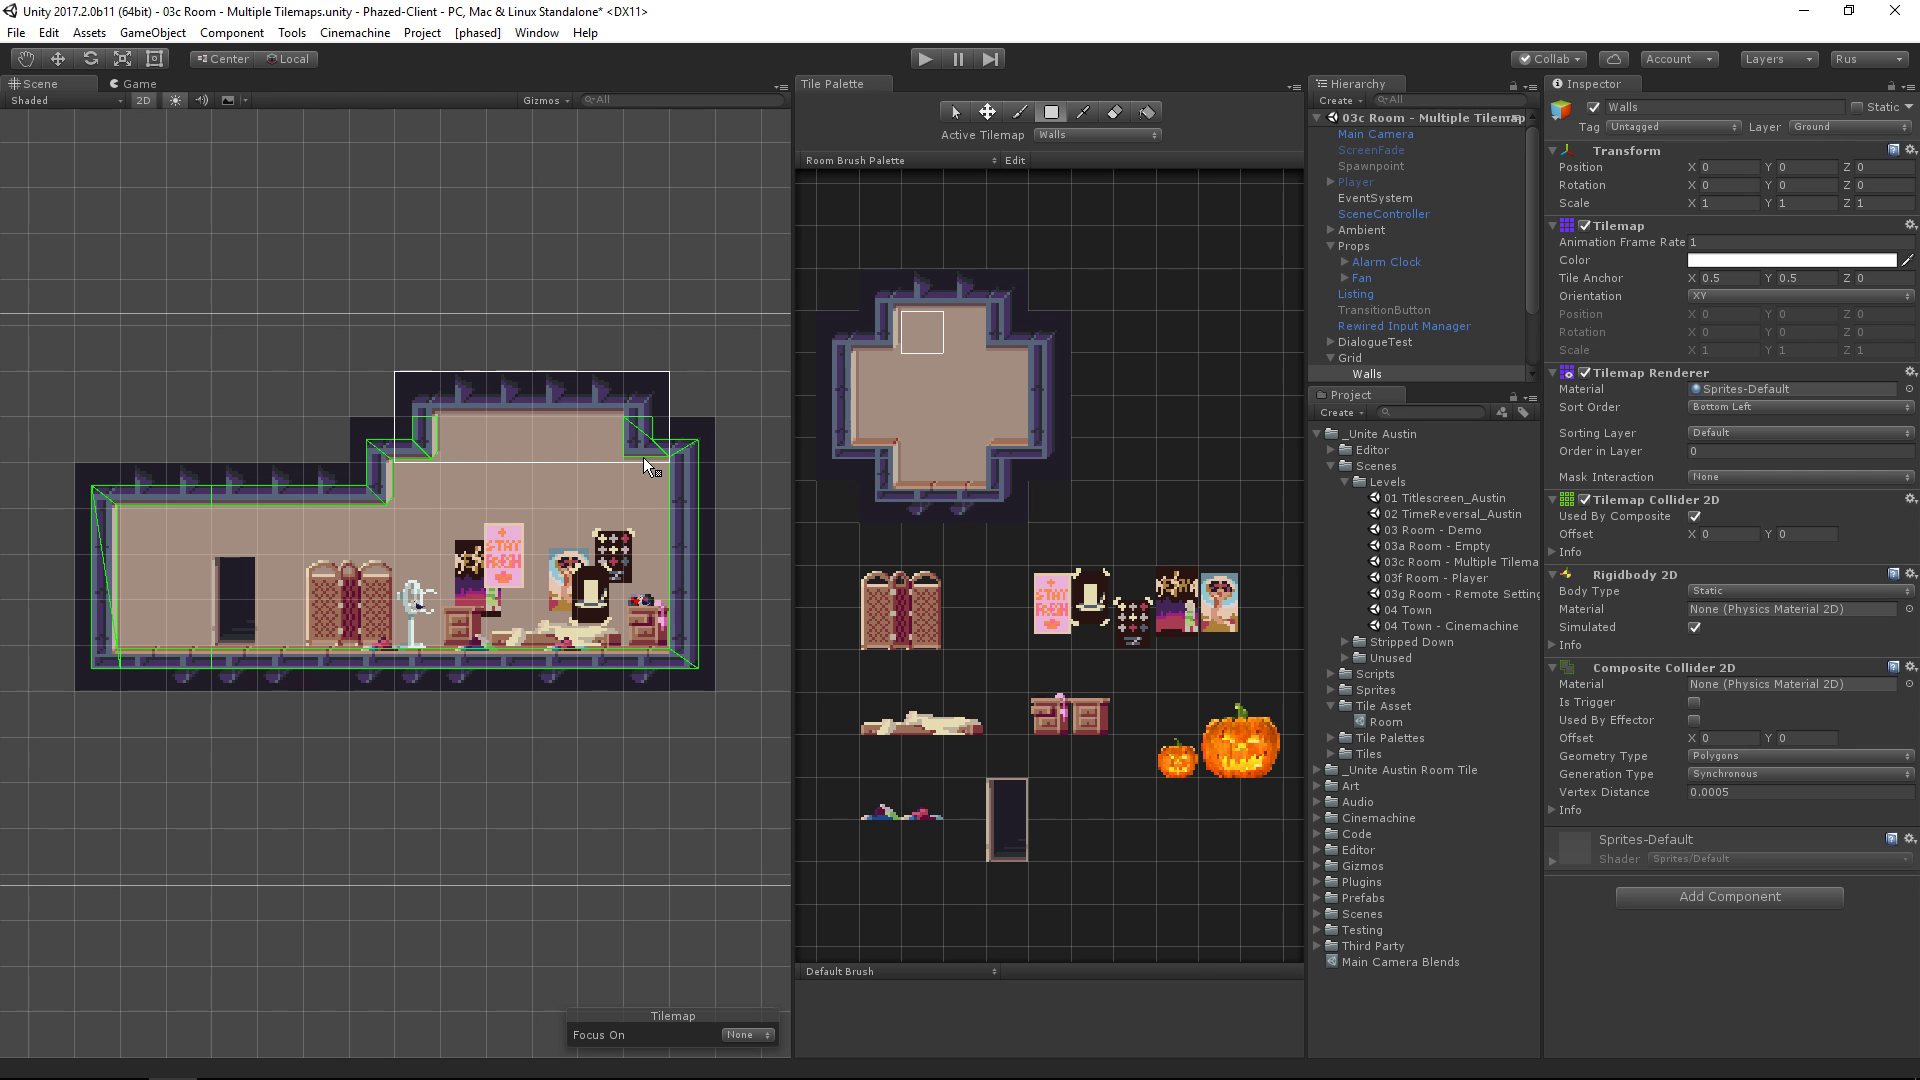 Unity 2017.2.0b11 (64bit) - 03c Room - Multiple Tilemaps.unity - Phazed-Client - PC, Mac & Linux Standalone* <DX11>
File Edit Assets GameObject Component Tools Cinemachine Project [phased] Window Help
Center Local
Collab Account Layers Rus
Scene Game
Shaded 2D Gizmos All
Tilemap
Focus On None
Tile Palette
Active Tilemap Walls
Room Brush Palette Edit
STAY FRESH
STAY FRESH
Default Brush
Hierarchy
Create All
03c Room - Multiple Tilemap
Main Camera
ScreenFade
Spawnpoint
Player
EventSystem
SceneController
Ambient
Props
Alarm Clock
Fan
Listing
TransitionButton
Rewired Input Manager
DialogueTest
Grid
Walls
Project
Create
_Unite Austin
Editor
Scenes
Levels
01 Titlescreen_Austin
02 TimeReversal_Austin
03 Room - Demo
03a Room - Empty
03c Room - Multiple Tilema
03f Room - Player
03g Room - Remote Setting
04 Town
04 Town - Cinemachine
Stripped Down
Unused
Scripts
Sprites
Tile Asset
Room
Tile Palettes
Tiles
_Unite Austin Room Tile
Art
Audio
Cinemachine
Code
Editor
Gizmos
Plugins
Prefabs
Scenes
Testing
Third Party
Main Camera Blends
Inspector
Walls Static
Tag Untagged Layer Ground
Transform
Position X 0 Y 0 Z 0
Rotation X 0 Y 0 Z 0
Scale X 1 Y 1 Z 1
Tilemap
Animation Frame Rate 1
Color
Tile Anchor X 0.5 Y 0.5 Z 0
Orientation XY
Position X 0 Y 0 Z 0
Rotation X 0 Y 0 Z 0
Scale X 1 Y 1 Z 1
Tilemap Renderer
Material Sprites-Default
Sort Order Bottom Left
Sorting Layer Default
Order in Layer 0
Mask Interaction None
Tilemap Collider 2D
Used By Composite
Offset X 0 Y 0
Info
Rigidbody 2D
Body Type Static
Material None (Physics Material 2D)
Simulated
Info
Composite Collider 2D
Material None (Physics Material 2D)
Is Trigger
Used By Effector
Offset X 0 Y 0
Geometry Type Polygons
Generation Type Synchronous
Vertex Distance 0.0005
Info
Sprites-Default
Shader Sprites/Default
Add Component